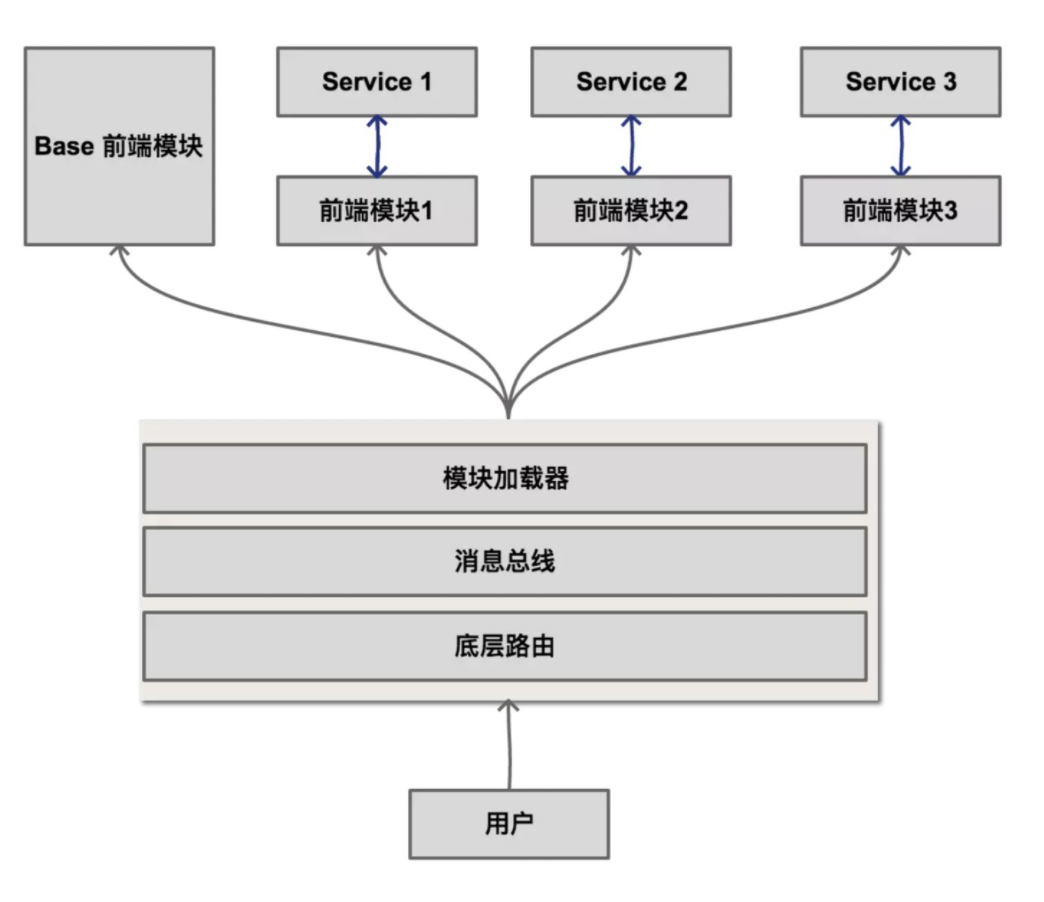 Service 1
Service 2
Service 3
Base 前端模块
前端模块1
前端模块2
前端模块3
模块加载器
消息总线
底层路由
用户